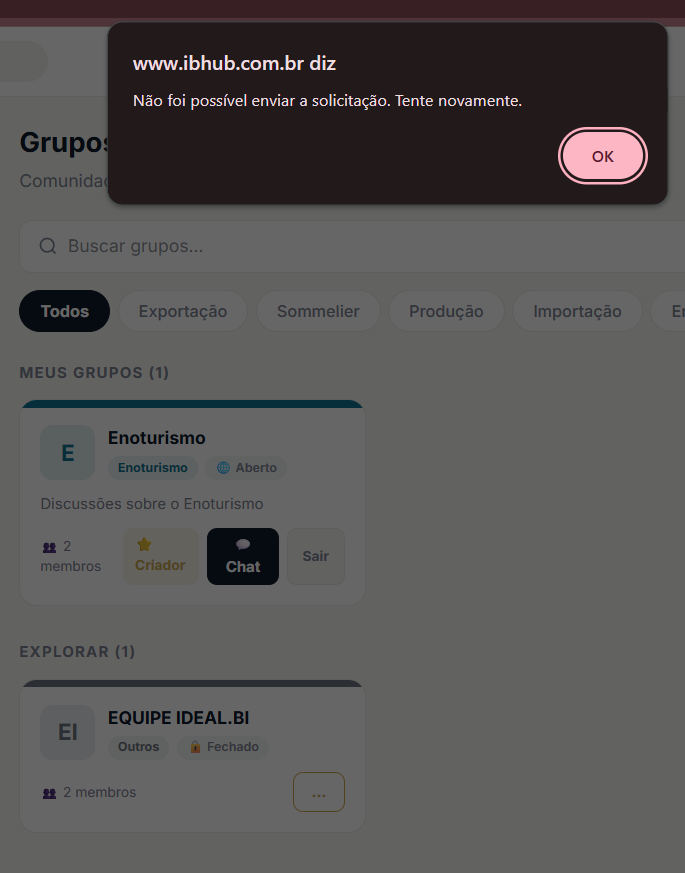 www.ibhub.com.br diz
Não foi possível enviar a solicitação. Tente novamente.
OK
Grupos
Comunidad
Buscar grupos...
Todos
Exportação
Sommelier
Produção
Importação
MEUS GRUPOS (1)
E
Enoturismo
Enoturismo
Aberto
Discussões sobre o Enoturismo
2
membros
Criador
Chat
Sair
EXPLORAR (1)
EI
EQUIPE IDEAL.BI
Outros
Fechado
2 membros
...